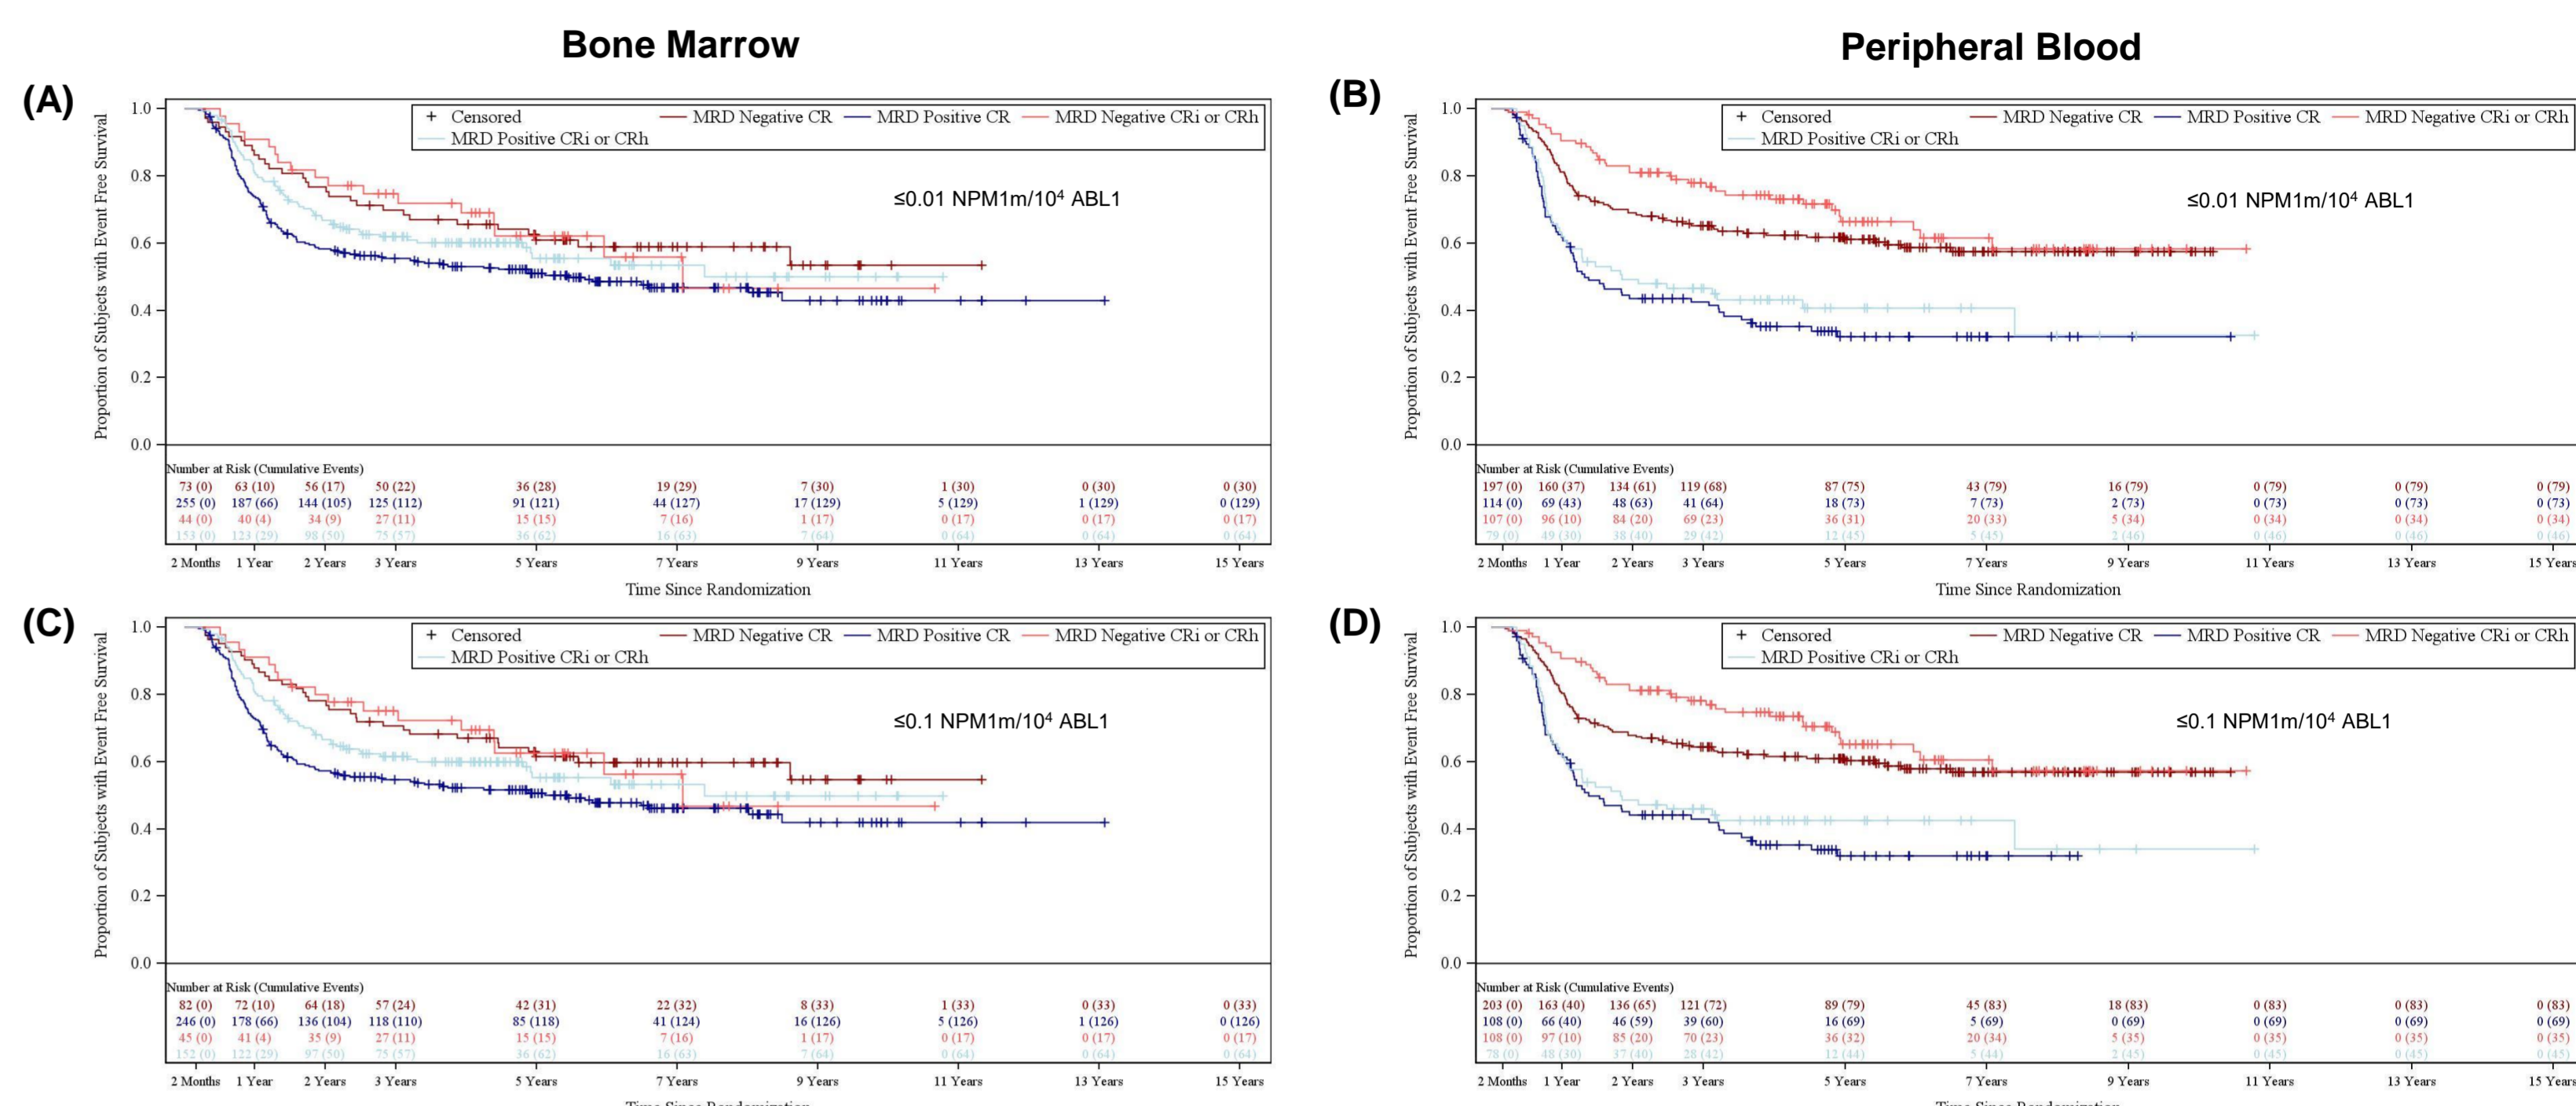 Bone Marrow
Peripheral Blood
(A)
Proportion of Subjects with Event Free Survival
1.0
0.8
0.6
0.4
0.2
0.0
+ Censored — MRD Negative CR — MRD Positive CR — MRD Negative CRi or CRh
— MRD Positive CRi or CRh
≤0.01 NPM1m/10⁴ ABL1
Number at Risk (Cumulative Events)
73 (0) 63 (10) 56 (17) 50 (22) 36 (28) 19 (29) 7 (30) 1 (30) 0 (30) 0 (30)
255 (0) 187 (66) 144 (105) 125 (112) 91 (121) 44 (127) 17 (129) 5 (129) 1 (129) 0 (129)
44 (0) 40 (4) 34 (9) 27 (11) 15 (15) 7 (16) 1 (17) 0 (17) 0 (17) 0 (17)
153 (0) 123 (29) 98 (50) 75 (57) 36 (62) 16 (63) 7 (64) 0 (64) 0 (64) 0 (64)
2 Months 1 Year 2 Years 3 Years 5 Years 7 Years 9 Years 11 Years 13 Years 15 Years
Time Since Randomization
(B)
Proportion of Subjects with Event Free Survival
1.0
0.8
0.6
0.4
0.2
0.0
+ Censored — MRD Negative CR — MRD Positive CR — MRD Negative CRi or CRh
— MRD Positive CRi or CRh
≤0.01 NPM1m/10⁴ ABL1
Number at Risk (Cumulative Events)
197 (0) 160 (37) 134 (61) 119 (68) 87 (75) 43 (79) 16 (79) 0 (79) 0 (79) 0 (79)
114 (0) 69 (43) 48 (63) 41 (64) 18 (73) 7 (73) 2 (73) 0 (73) 0 (73) 0 (73)
107 (0) 96 (10) 84 (20) 69 (23) 36 (31) 20 (33) 5 (34) 0 (34) 0 (34) 0 (34)
79 (0) 49 (30) 38 (40) 29 (42) 12 (45) 5 (45) 2 (46) 0 (46) 0 (46) 0 (46)
2 Months 1 Year 2 Years 3 Years 5 Years 7 Years 9 Years 11 Years 13 Years 15 Years
Time Since Randomization
(C)
Proportion of Subjects with Event Free Survival
1.0
0.8
0.6
0.4
0.2
0.0
+ Censored — MRD Negative CR — MRD Positive CR — MRD Negative CRi or CRh
— MRD Positive CRi or CRh
≤0.1 NPM1m/10⁴ ABL1
Number at Risk (Cumulative Events)
82 (0) 72 (10) 64 (18) 57 (24) 42 (31) 22 (32) 8 (33) 1 (33) 0 (33) 0 (33)
246 (0) 178 (66) 136 (104) 118 (110) 85 (118) 41 (124) 16 (126) 5 (126) 1 (126) 0 (126)
45 (0) 41 (4) 35 (9) 27 (11) 15 (15) 7 (16) 1 (17) 0 (17) 0 (17) 0 (17)
152 (0) 122 (29) 97 (50) 75 (57) 36 (62) 16 (63) 7 (64) 0 (64) 0 (64) 0 (64)
2 Months 1 Year 2 Years 3 Years 5 Years 7 Years 9 Years 11 Years 13 Years 15 Years
Time Since Randomization
(D)
Proportion of Subjects with Event Free Survival
1.0
0.8
0.6
0.4
0.2
0.0
+ Censored — MRD Negative CR — MRD Positive CR — MRD Negative CRi or CRh
— MRD Positive CRi or CRh
≤0.1 NPM1m/10⁴ ABL1
Number at Risk (Cumulative Events)
203 (0) 163 (40) 136 (65) 121 (72) 89 (79) 45 (83) 18 (83) 0 (83) 0 (83) 0 (83)
108 (0) 66 (40) 46 (59) 39 (60) 16 (69) 5 (69) 0 (69) 0 (69) 0 (69) 0 (69)
108 (0) 97 (10) 85 (20) 70 (23) 36 (32) 20 (34) 5 (35) 0 (35) 0 (35) 0 (35)
78 (0) 48 (30) 37 (40) 28 (42) 12 (44) 5 (44) 2 (45) 0 (45) 0 (45) 0 (45)
2 Months 1 Year 2 Years 3 Years 5 Years 7 Years 9 Years 11 Years 13 Years 15 Years
Time Since Randomization